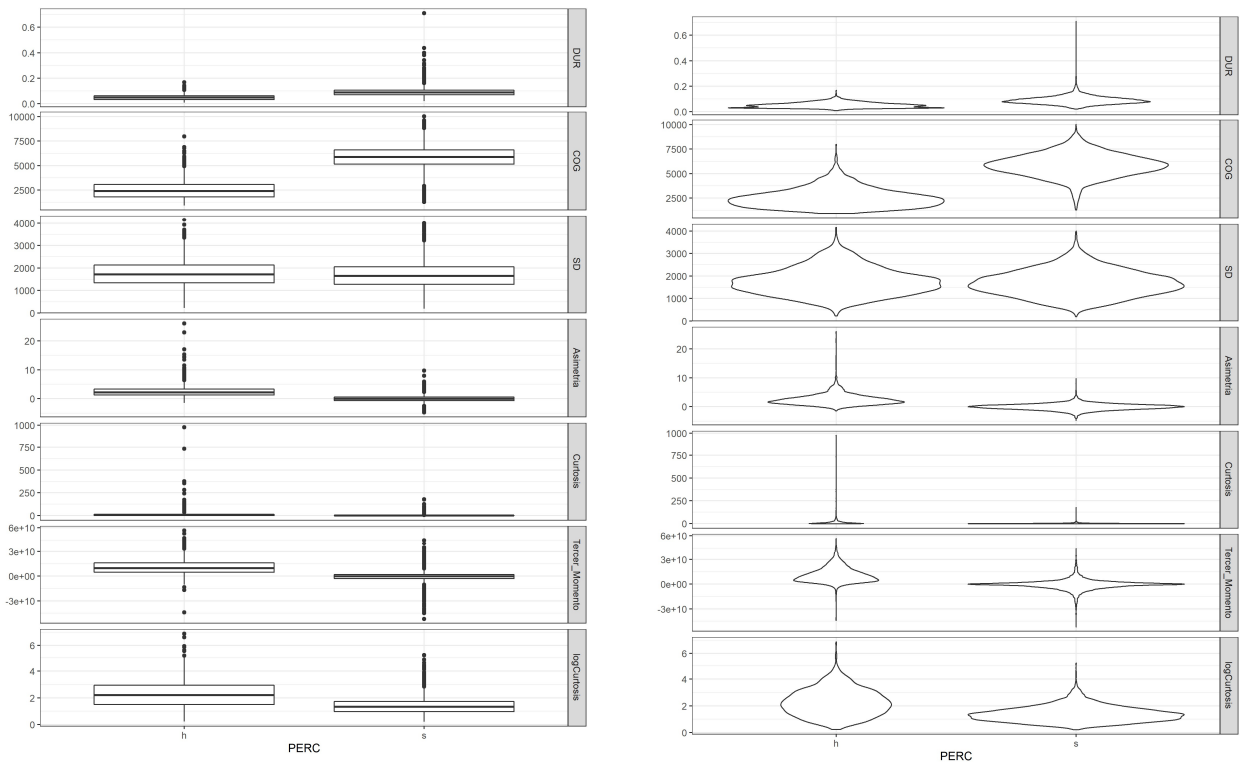 0.6
0.4
0.2
0.0
DUR
10000
7500
5000
2500
COG
4000
3000
2000
1000
0
SD
20
10
0
Asimetria
1000
750
500
250
0
Curtosis
6e+10
3e+10
0e+00
-3e+10
Tercer_Momento
6
4
2
0
logCurtosis
h
s
PERC
0.6
0.4
0.2
0.0
DUR
10000
7500
5000
2500
COG
4000
3000
2000
1000
0
SD
20
10
0
Asimetria
1000
750
500
250
0
Curtosis
6e+10
3e+10
0e+00
-3e+10
Tercer_Momento
6
4
2
0
logCurtosis
h
s
PERC